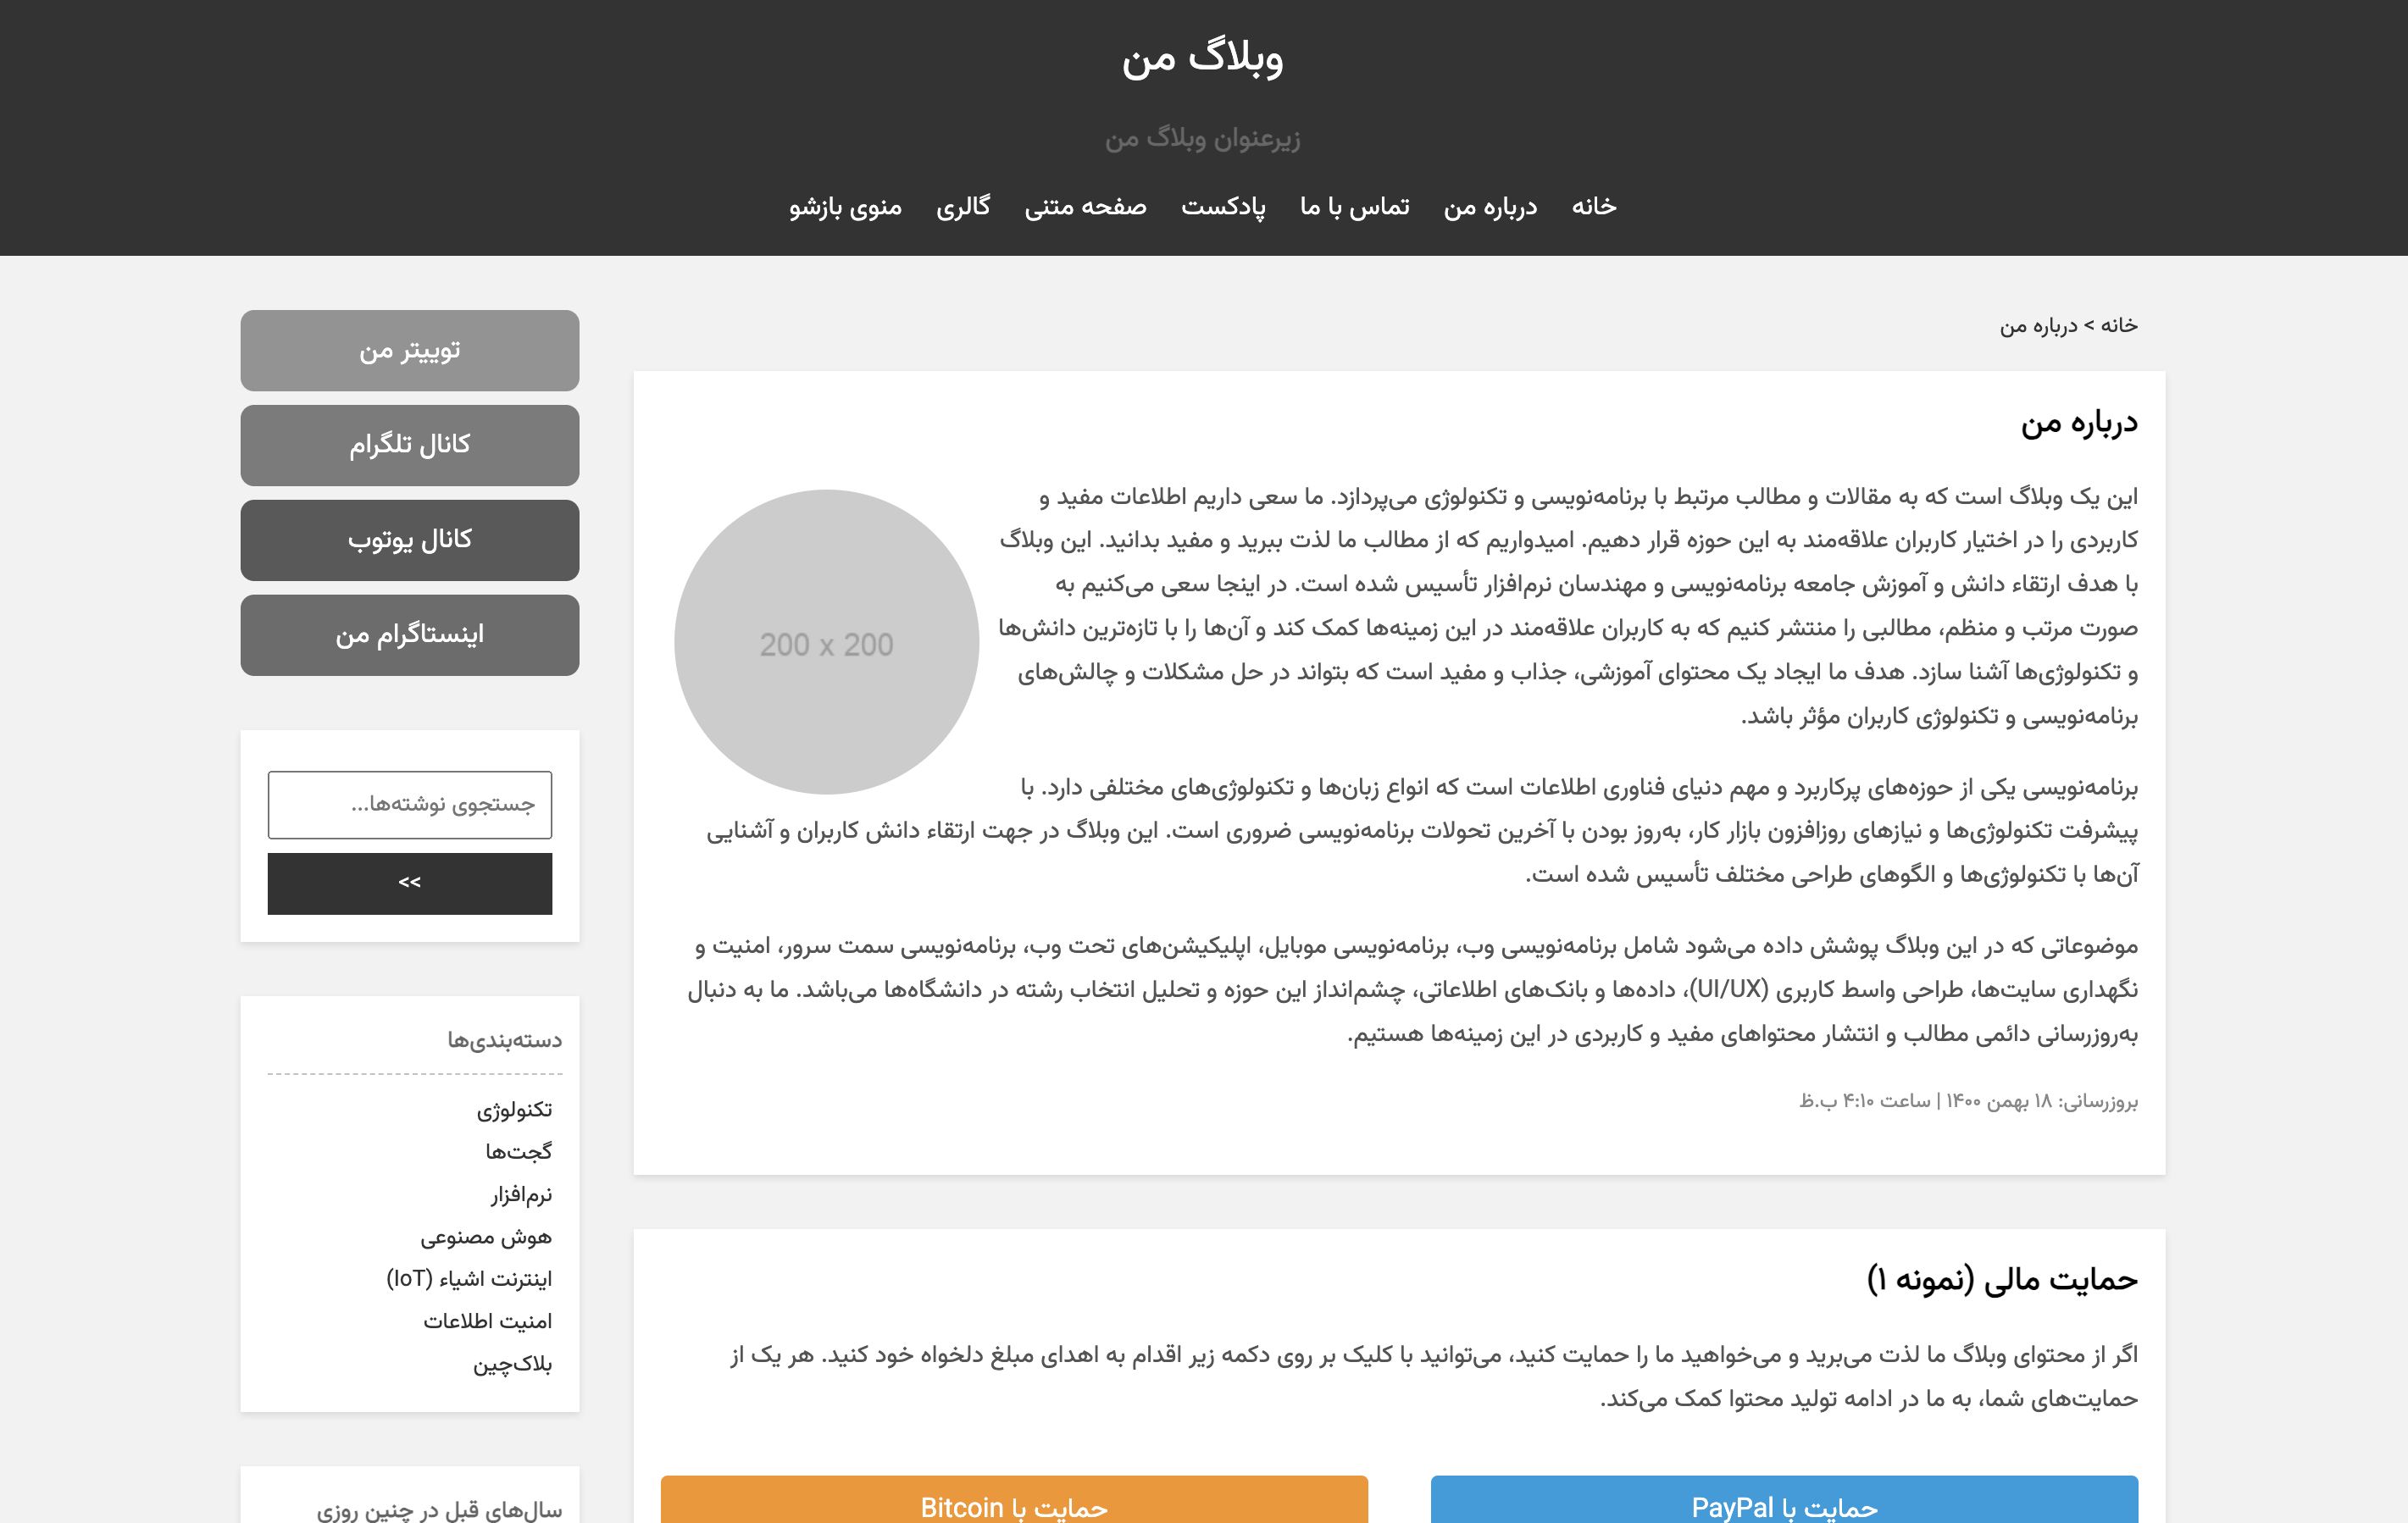 وبلاگ من
زیرعنوان وبلاگ من
خانه درباره من تماس با ما پادکست صفحه متنی گالری منوی بازشو
خانه > درباره من
درباره من
این یک وبلاگ است که به مقالات و مطالب مرتبط با برنامه‌نویسی و تکنولوژی می‌پردازد. ما سعی داریم اطلاعات مفید و
کاربردی را در اختیار کاربران علاقه‌مند به این حوزه قرار دهیم. امیدواریم که از مطالب ما لذت ببرید و مفید بدانید. این وبلاگ
با هدف ارتقاء دانش و آموزش جامعه برنامه‌نویسی و مهندسان نرم‌افزار تأسیس شده است. در اینجا سعی می‌کنیم به
صورت مرتب و منظم، مطالبی را منتشر کنیم که به کاربران علاقه‌مند در این زمینه‌ها کمک کند و آن‌ها را با تازه‌ترین دانش‌ها
و تکنولوژی‌ها آشنا سازد. هدف ما ایجاد یک محتوای آموزشی، جذاب و مفید است که بتواند در حل مشکلات و چالش‌های
برنامه‌نویسی و تکنولوژی کاربران مؤثر باشد.
200 x 200
برنامه‌نویسی یکی از حوزه‌های پرکاربرد و مهم دنیای فناوری اطلاعات است که انواع زبان‌ها و تکنولوژی‌های مختلفی دارد. با
پیشرفت تکنولوژی‌ها و نیازهای روزافزون بازار کار، به‌روز بودن با آخرین تحولات برنامه‌نویسی ضروری است. این وبلاگ در جهت ارتقاء دانش کاربران و آشنایی
آن‌ها با تکنولوژی‌ها و الگوهای طراحی مختلف تأسیس شده است.
موضوعاتی که در این وبلاگ پوشش داده می‌شود شامل برنامه‌نویسی وب، برنامه‌نویسی موبایل، اپلیکیشن‌های تحت وب، برنامه‌نویسی سمت سرور، امنیت و
نگهداری سایت‌ها، طراحی واسط کاربری (UI/UX)، داده‌ها و بانک‌های اطلاعاتی، چشم‌انداز این حوزه و تحلیل انتخاب رشته در دانشگاه‌ها می‌باشد. ما به دنبال
به‌روزرسانی دائمی مطالب و انتشار محتواهای مفید و کاربردی در این زمینه‌ها هستیم.
بروزرسانی: ۱۸ بهمن ۱۴۰۰ | ساعت ۴:۱۰ ب.ظ
حمایت مالی (نمونه ۱)
اگر از محتوای وبلاگ ما لذت می‌برید و می‌خواهید ما را حمایت کنید، می‌توانید با کلیک بر روی دکمه زیر اقدام به اهدای مبلغ دلخواه خود کنید. هر یک از
حمایت‌های شما، به ما در ادامه تولید محتوا کمک می‌کند.
حمایت با PayPal
حمایت با Bitcoin
توییتر من
کانال تلگرام
کانال یوتوب
اینستاگرام من
جستجوی نوشته‌ها...
>>
دسته‌بندی‌ها
تکنولوژی
گجت‌ها
نرم‌افزار
هوش مصنوعی
اینترنت اشیاء (IoT)
امنیت اطلاعات
بلاک‌چین
سال‌های قبل در چنین روزی